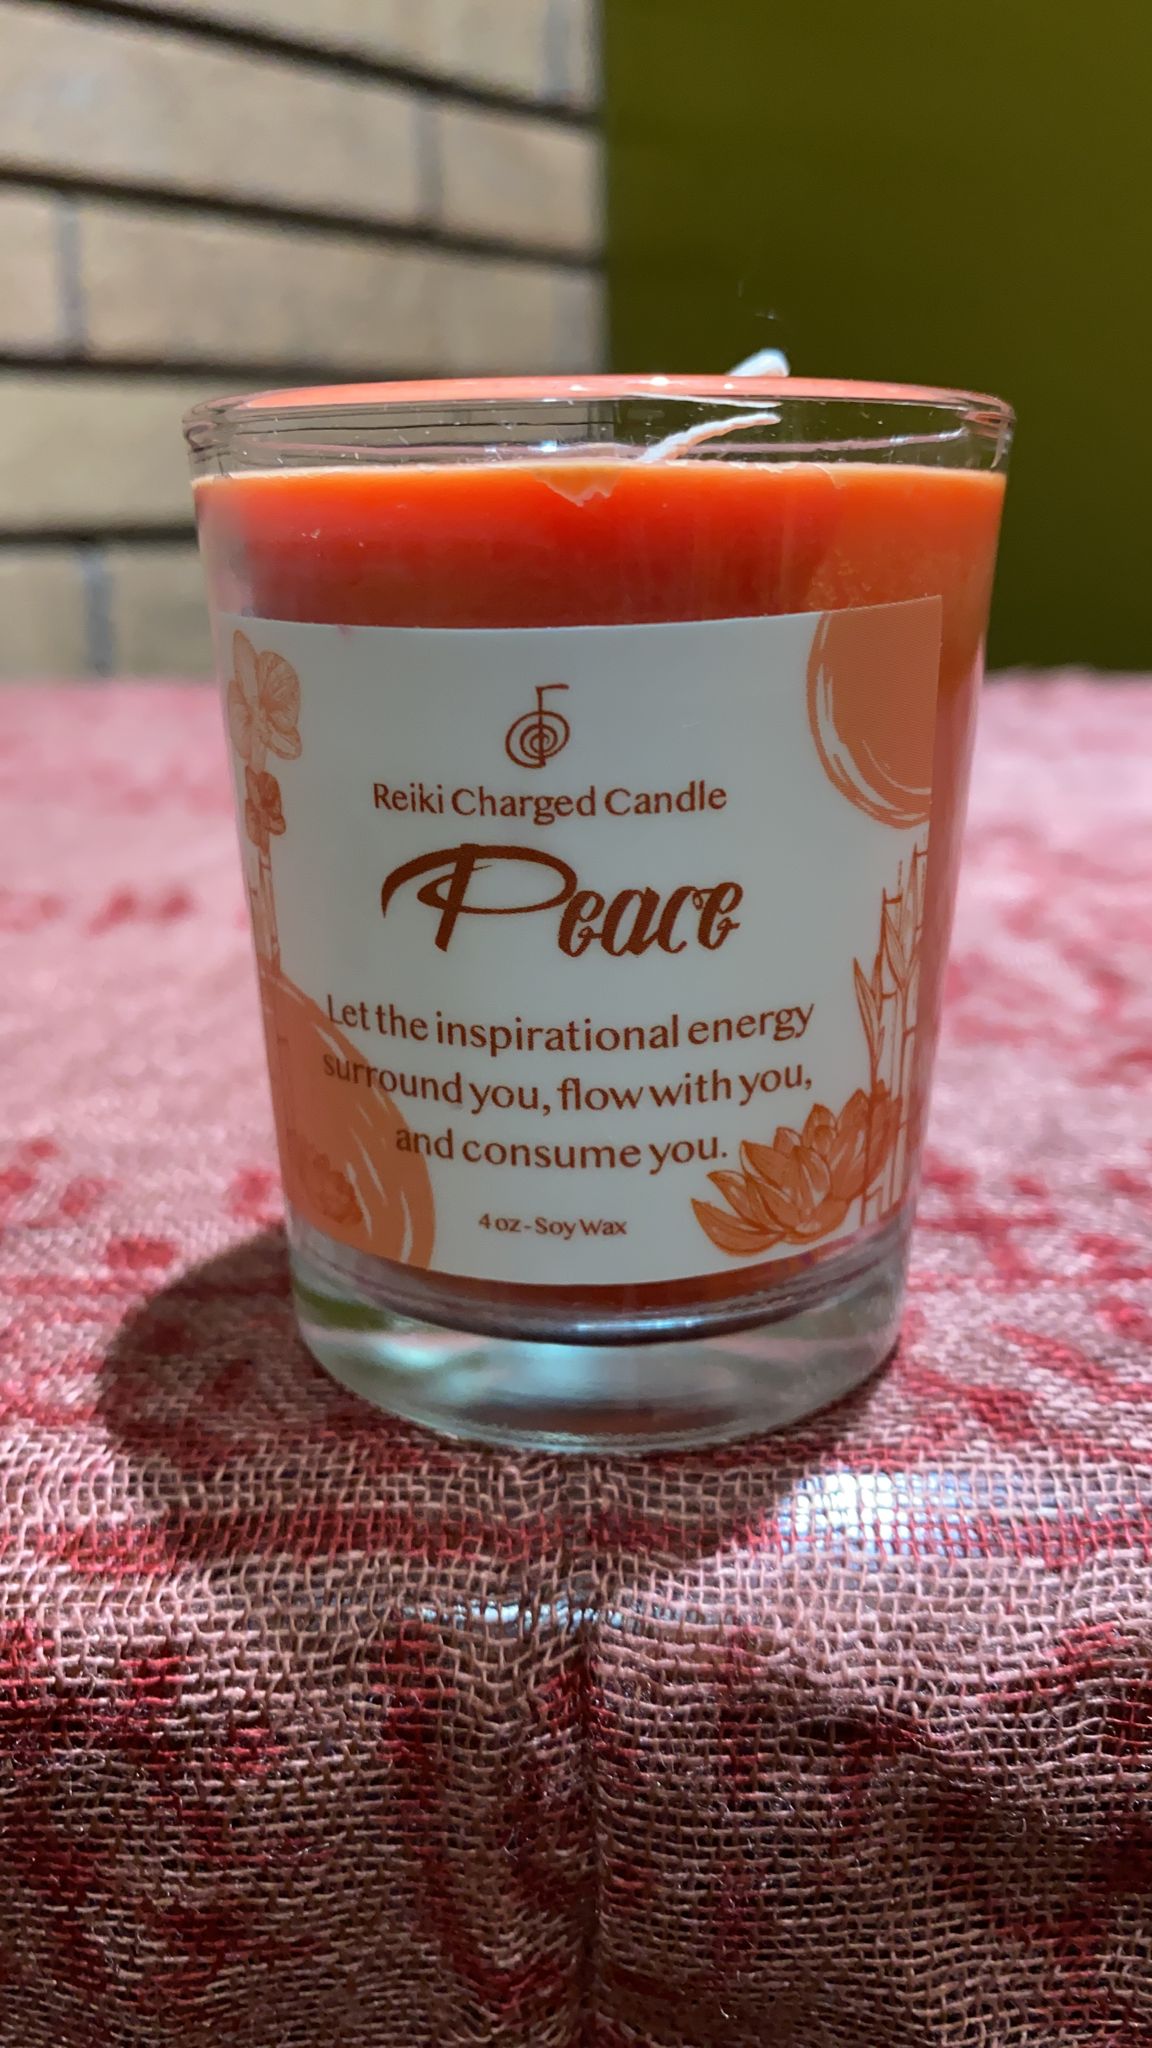 Reiki Charged Candle
Peace
Let the inspirational energy
surround you, flow with you,
and consume you.
4 oz - Soy Wax